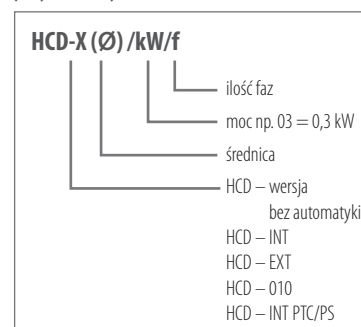 HCD-X (Ø) /kW/f
ilość faz
moc np. 03 = 0,3 kW
średnica
HCD – wersja
bez automatyki
HCD – INT
HCD – EXT
HCD – 010
HCD – INT PTC/PS